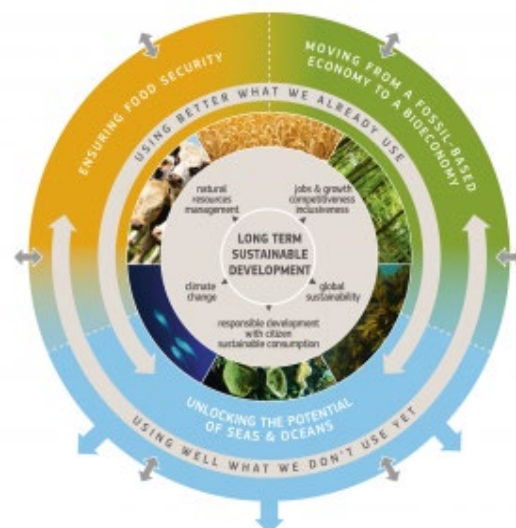 ENSURING FOOD SECURITY
MOVING FROM A FOSSIL-BASED
ECONOMY TO A BIOECONOMY
USING BETTER WHAT WE ALREADY USE
natural
resources
management
jobs & growth
competitiveness
inclusiveness
LONG TERM
SUSTAINABLE
DEVELOPMENT
climate
change
global
sustainability
responsible development
with citizen
sustainable consumption
UNLOCKING THE POTENTIAL
OF SEAS & OCEANS
USING WELL WHAT WE DON'T USE YET